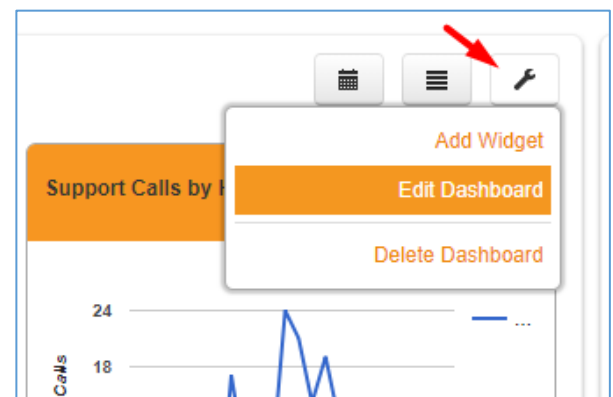 Add Widget
Support Calls by
Edit Dashboard
Delete Dashboard
24
...
18
Calls